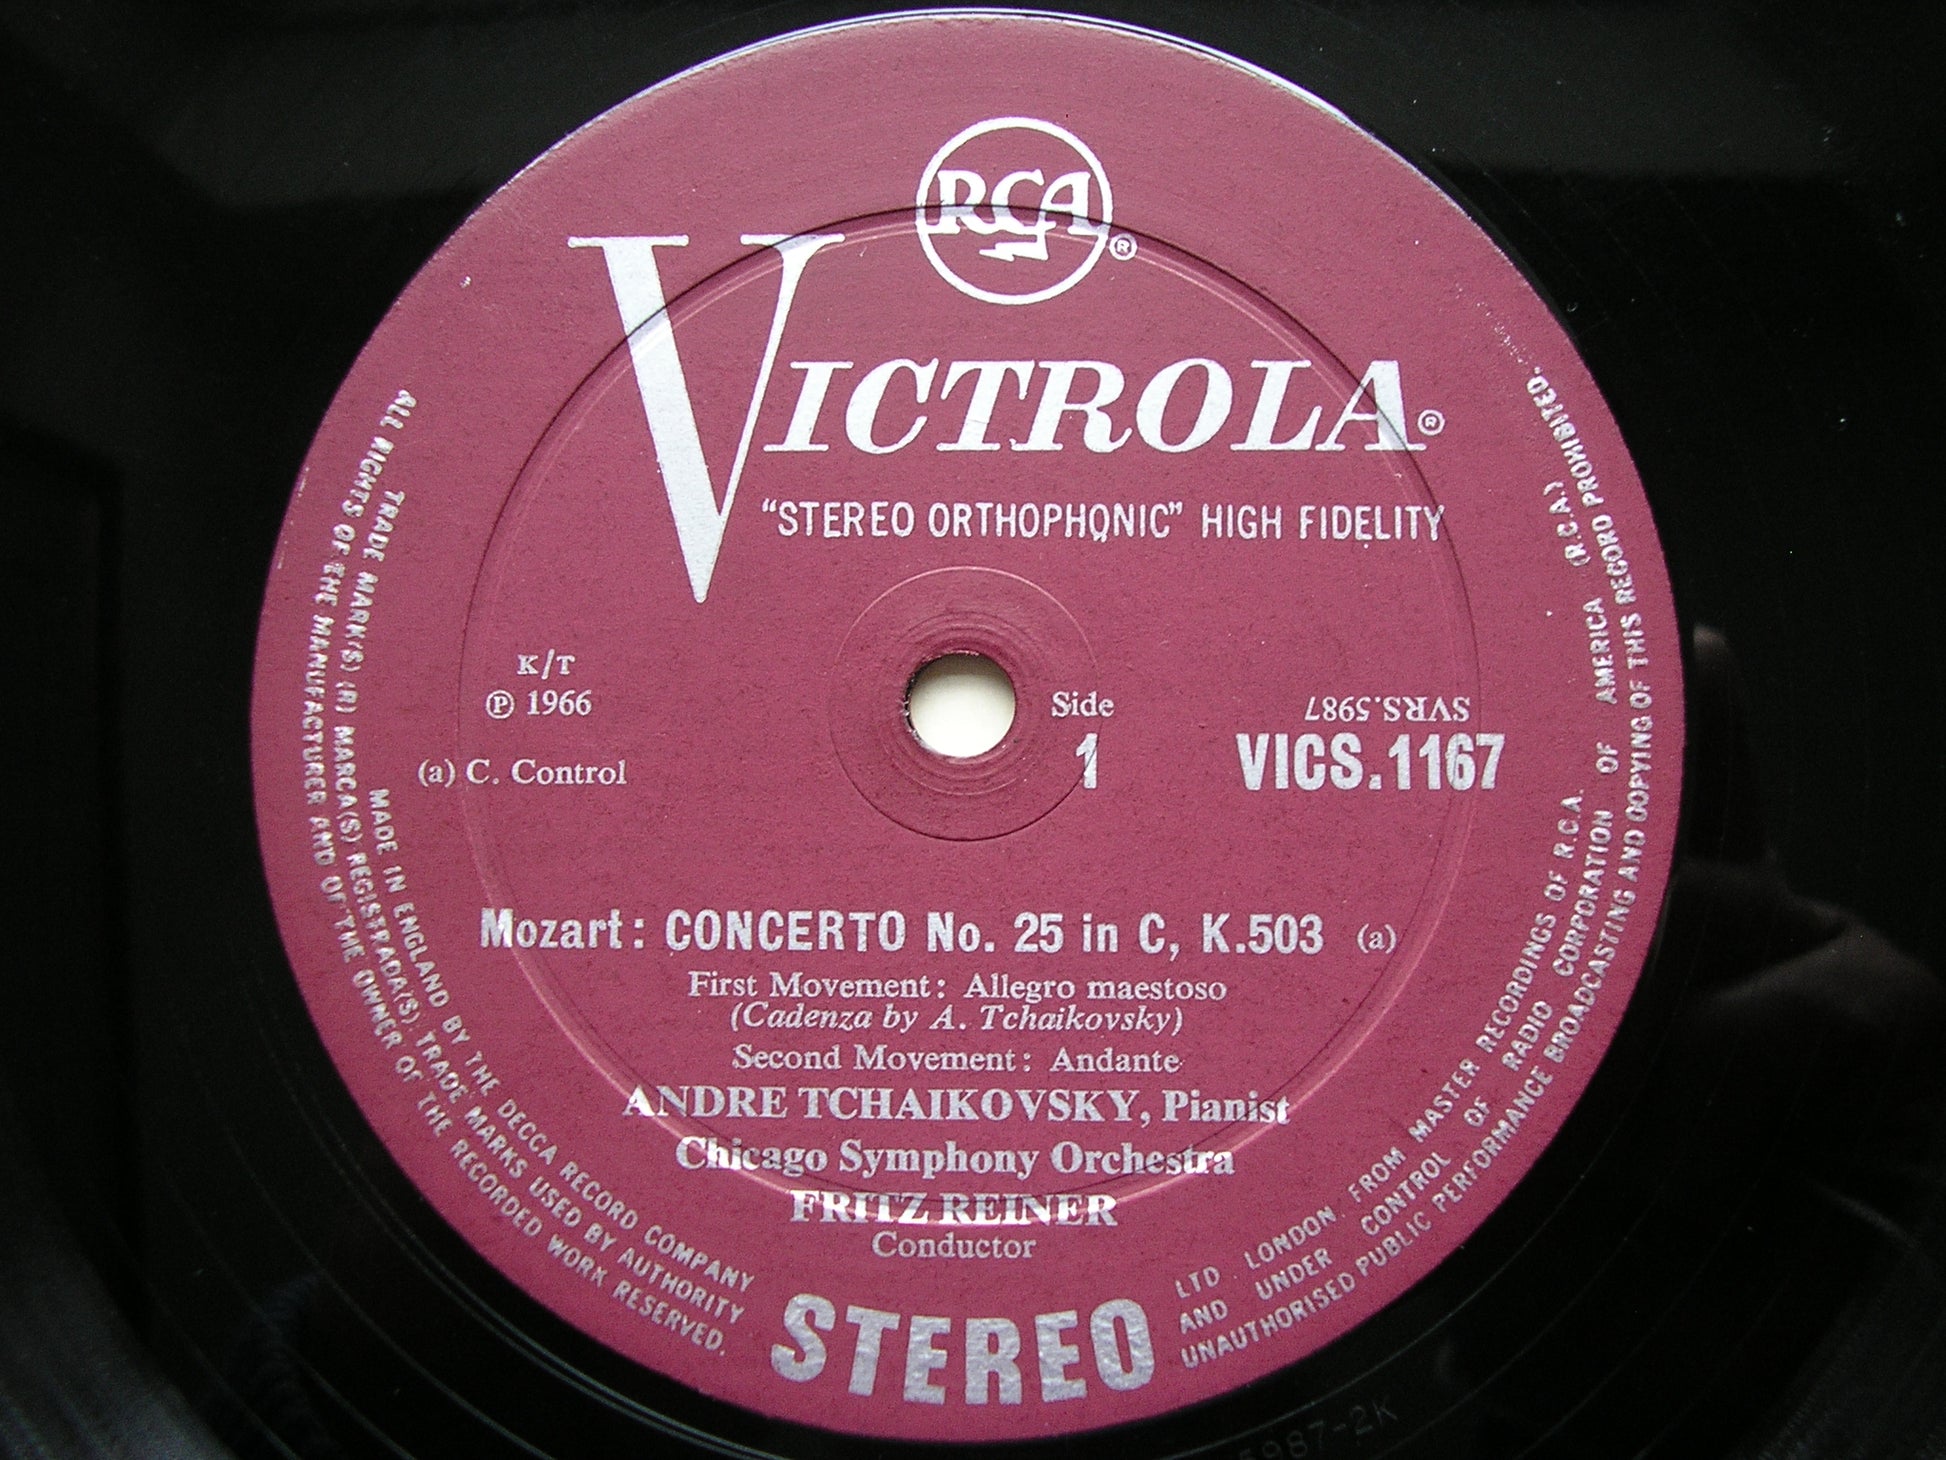 RCA ®
VICTROLA ®
"STEREO ORTHOPHONIC" HIGH FIDELITY
K/T
Ⓟ 1966
(a) C. Control
Side
1
SVRS.5987
VICS.1167
Mozart: CONCERTO No. 25 in C, K.503 (a)
First Movement: Allegro maestoso
(Cadenza by A. Tchaikovsky)
Second Movement: Andante
ANDRE TCHAIKOVSKY, Pianist
Chicago Symphony Orchestra
FRITZ REINER
Conductor
STEREO
MADE IN ENGLAND BY THE DECCA RECORD COMPANY LTD. LONDON. FROM MASTER RECORDINGS OF R.C.A.
TRADE MARK(S) (R) MARCA(S) REGISTRADA(S). TRADE MARKS USED BY AUTHORITY AND UNDER CONTROL OF RADIO CORPORATION OF AMERICA (R.C.A.)
ALL RIGHTS OF THE MANUFACTURER AND OF THE OWNER OF THE RECORDED WORK RESERVED. UNAUTHORISED PUBLIC PERFORMANCE BROADCASTING AND COPYING OF THIS RECORD PROHIBITED.
5987-2K